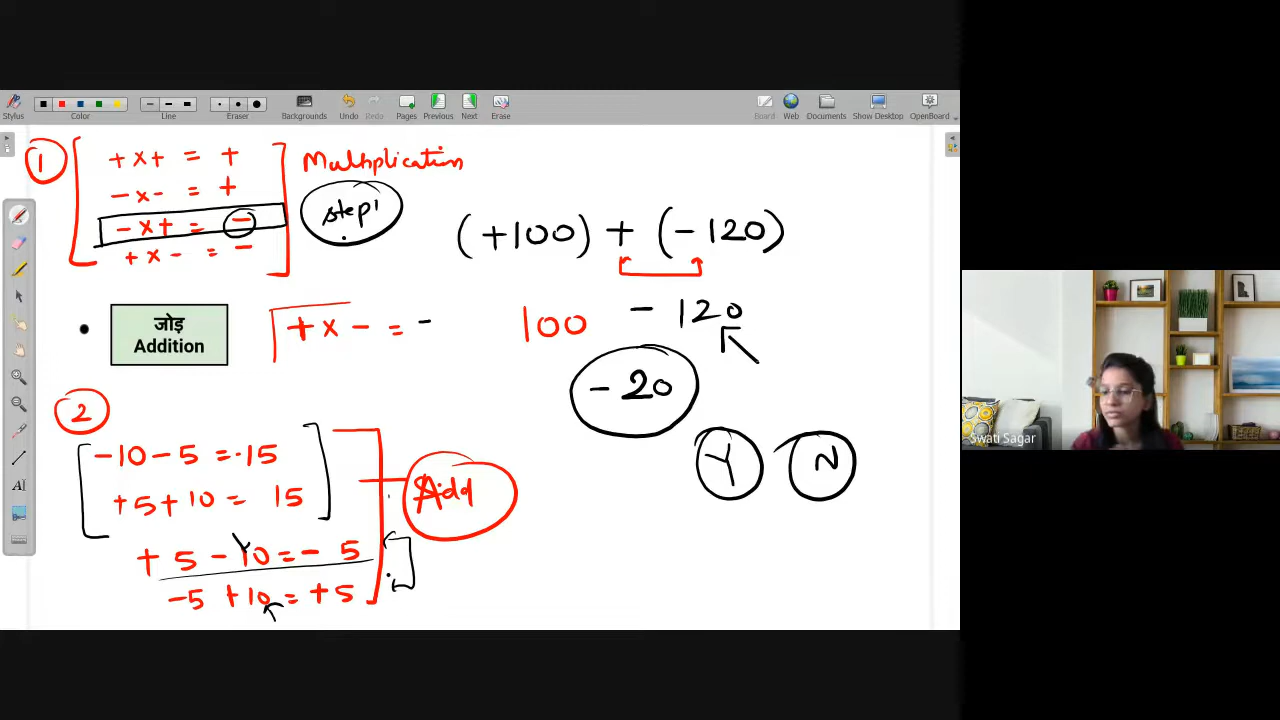 Stylus
Color
Line
Eraser
Backgrounds
Undo
Redo
Pages
Previous
Next
Erase
Board
Web
Documents
Show Desktop
OpenBoard
1
+ x + = +
- x - = +
- x + = -
+ x - = -
Multiplication
step1
(+100) + (-120)
जोड़
Addition
+ x - = -
100 - 120
- 20
Y N
2
-10 - 5 = -15
+5 + 10 = 15
+ 5 - 10 = - 5
-5 + 10 = + 5
Add
Swati Sagar